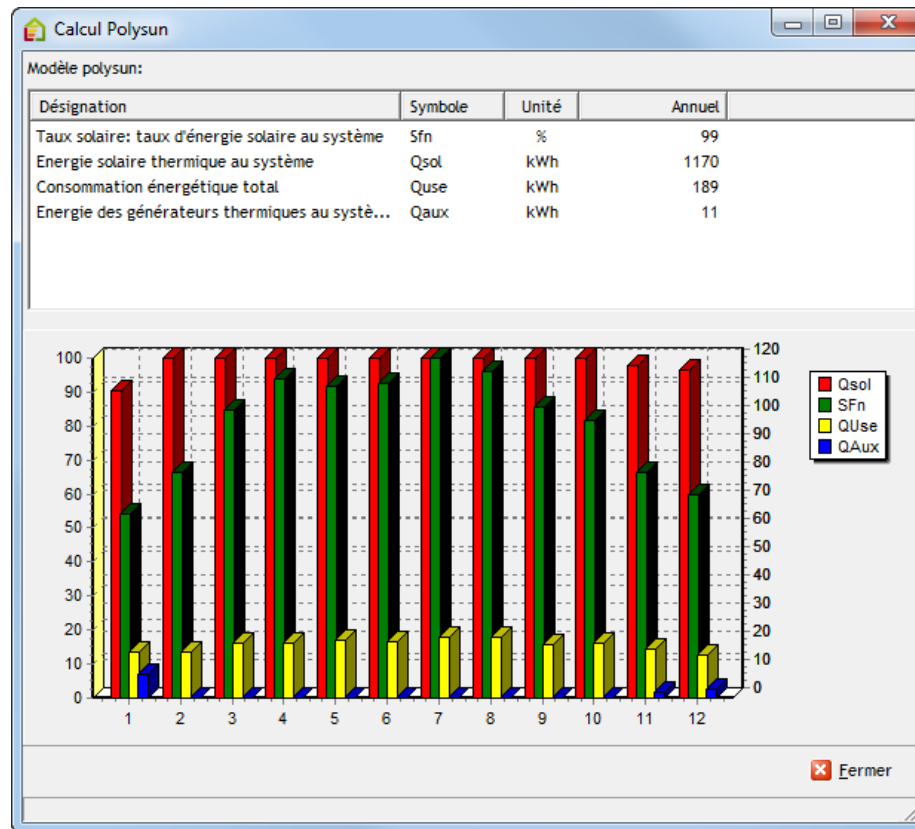 Calcul Polysun
Modèle polysun:
Désignation Symbole Unité Annuel
Taux solaire: taux d'énergie solaire au système Sfn % 99
Energie solaire thermique au système Qsol kWh 1170
Consommation énergétique total Quse kWh 189
Energie des générateurs thermiques au systè... Qaux kWh 11
100 120
90 110
80 100
70 90
60 80
50 70
40 60
30 50
20 40
10 30
0 20
10
0
Qsol
SFn
QUse
QAux
1 2 3 4 5 6 7 8 9 10 11 12
Fermer